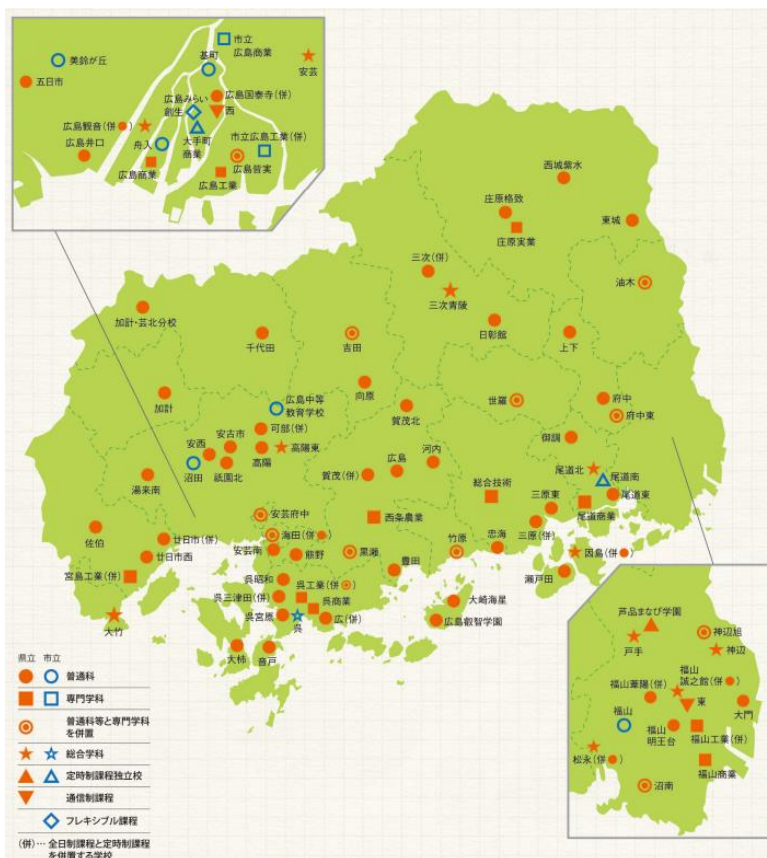 市立
広島商業
基町
美鈴が丘
安芸
五日市
広島国泰寺(併)
広島みらい
創生
西
広島観音(併●)
大手町
商業
市立広島工業(併)
広島井口
舟入
広島皆実
広島商業
広島工業
西城紫水
庄原格致
東城
庄原実業
三次(併)
油木
三次青陵
加計・芸北分校
日彰館
千代田
吉田
上下
向原
世羅
府中
加計
広島中等
教育学校
賀茂北
府中東
可部(併)
御調
安古市
安西
高陽東
河内
広島
沼田
祇園北
高陽
尾道北
尾道南
賀茂(併)
総合技術
湯来南
三原東
尾道東
尾道商業
安芸府中
西条農業
佐伯
廿日市(併)
海田(併●)
竹原
忠海
三原(併)
安芸南
熊野
黒瀬
因島(併●)
廿日市西
豊田
宮島工業(併)
呉昭和
呉工業(併◎)
瀬戸田
呉三津田(併)
呉商業
大崎海星
呉宮原
呉
広(併)
広島叡智学園
大竹
大柿
音戸
芦品まなび学園
神辺旭
戸手
神辺
福山
誠之館(併●)
福山葦陽(併)
東
大門
福山
福山
明王台
福山工業(併)
松永(併●)
福山商業
沼南
県立 市立
普通科
専門学科
普通科等と専門学科
を併置
総合学科
定時制課程独立校
通信制課程
フレキシブル課程
(併)… 全日制課程と定時制課程
を併置する学校